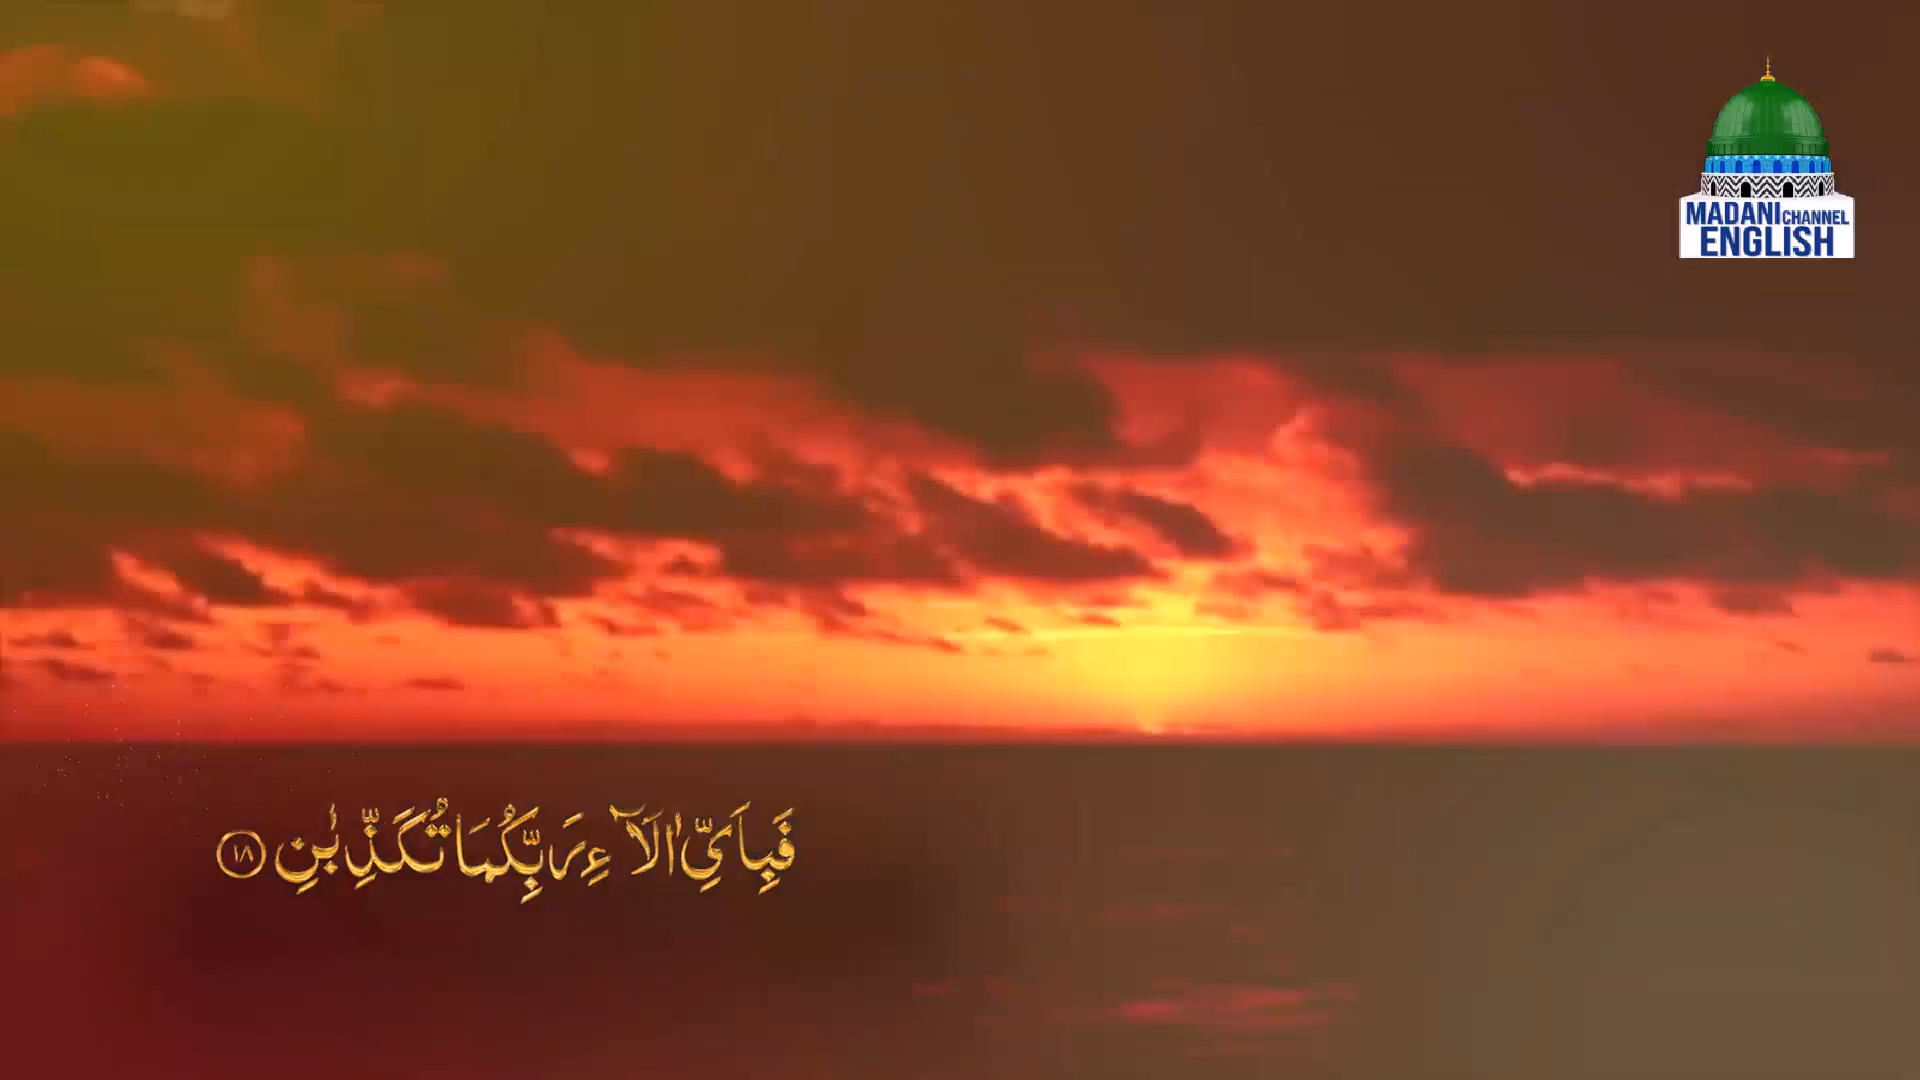 MADANI CHANNEL
ENGLISH
فَبِاَيِّ اٰلَآءِ رَبِّكُمَا تُكَذِّبٰنِ ﴿۱۸﴾